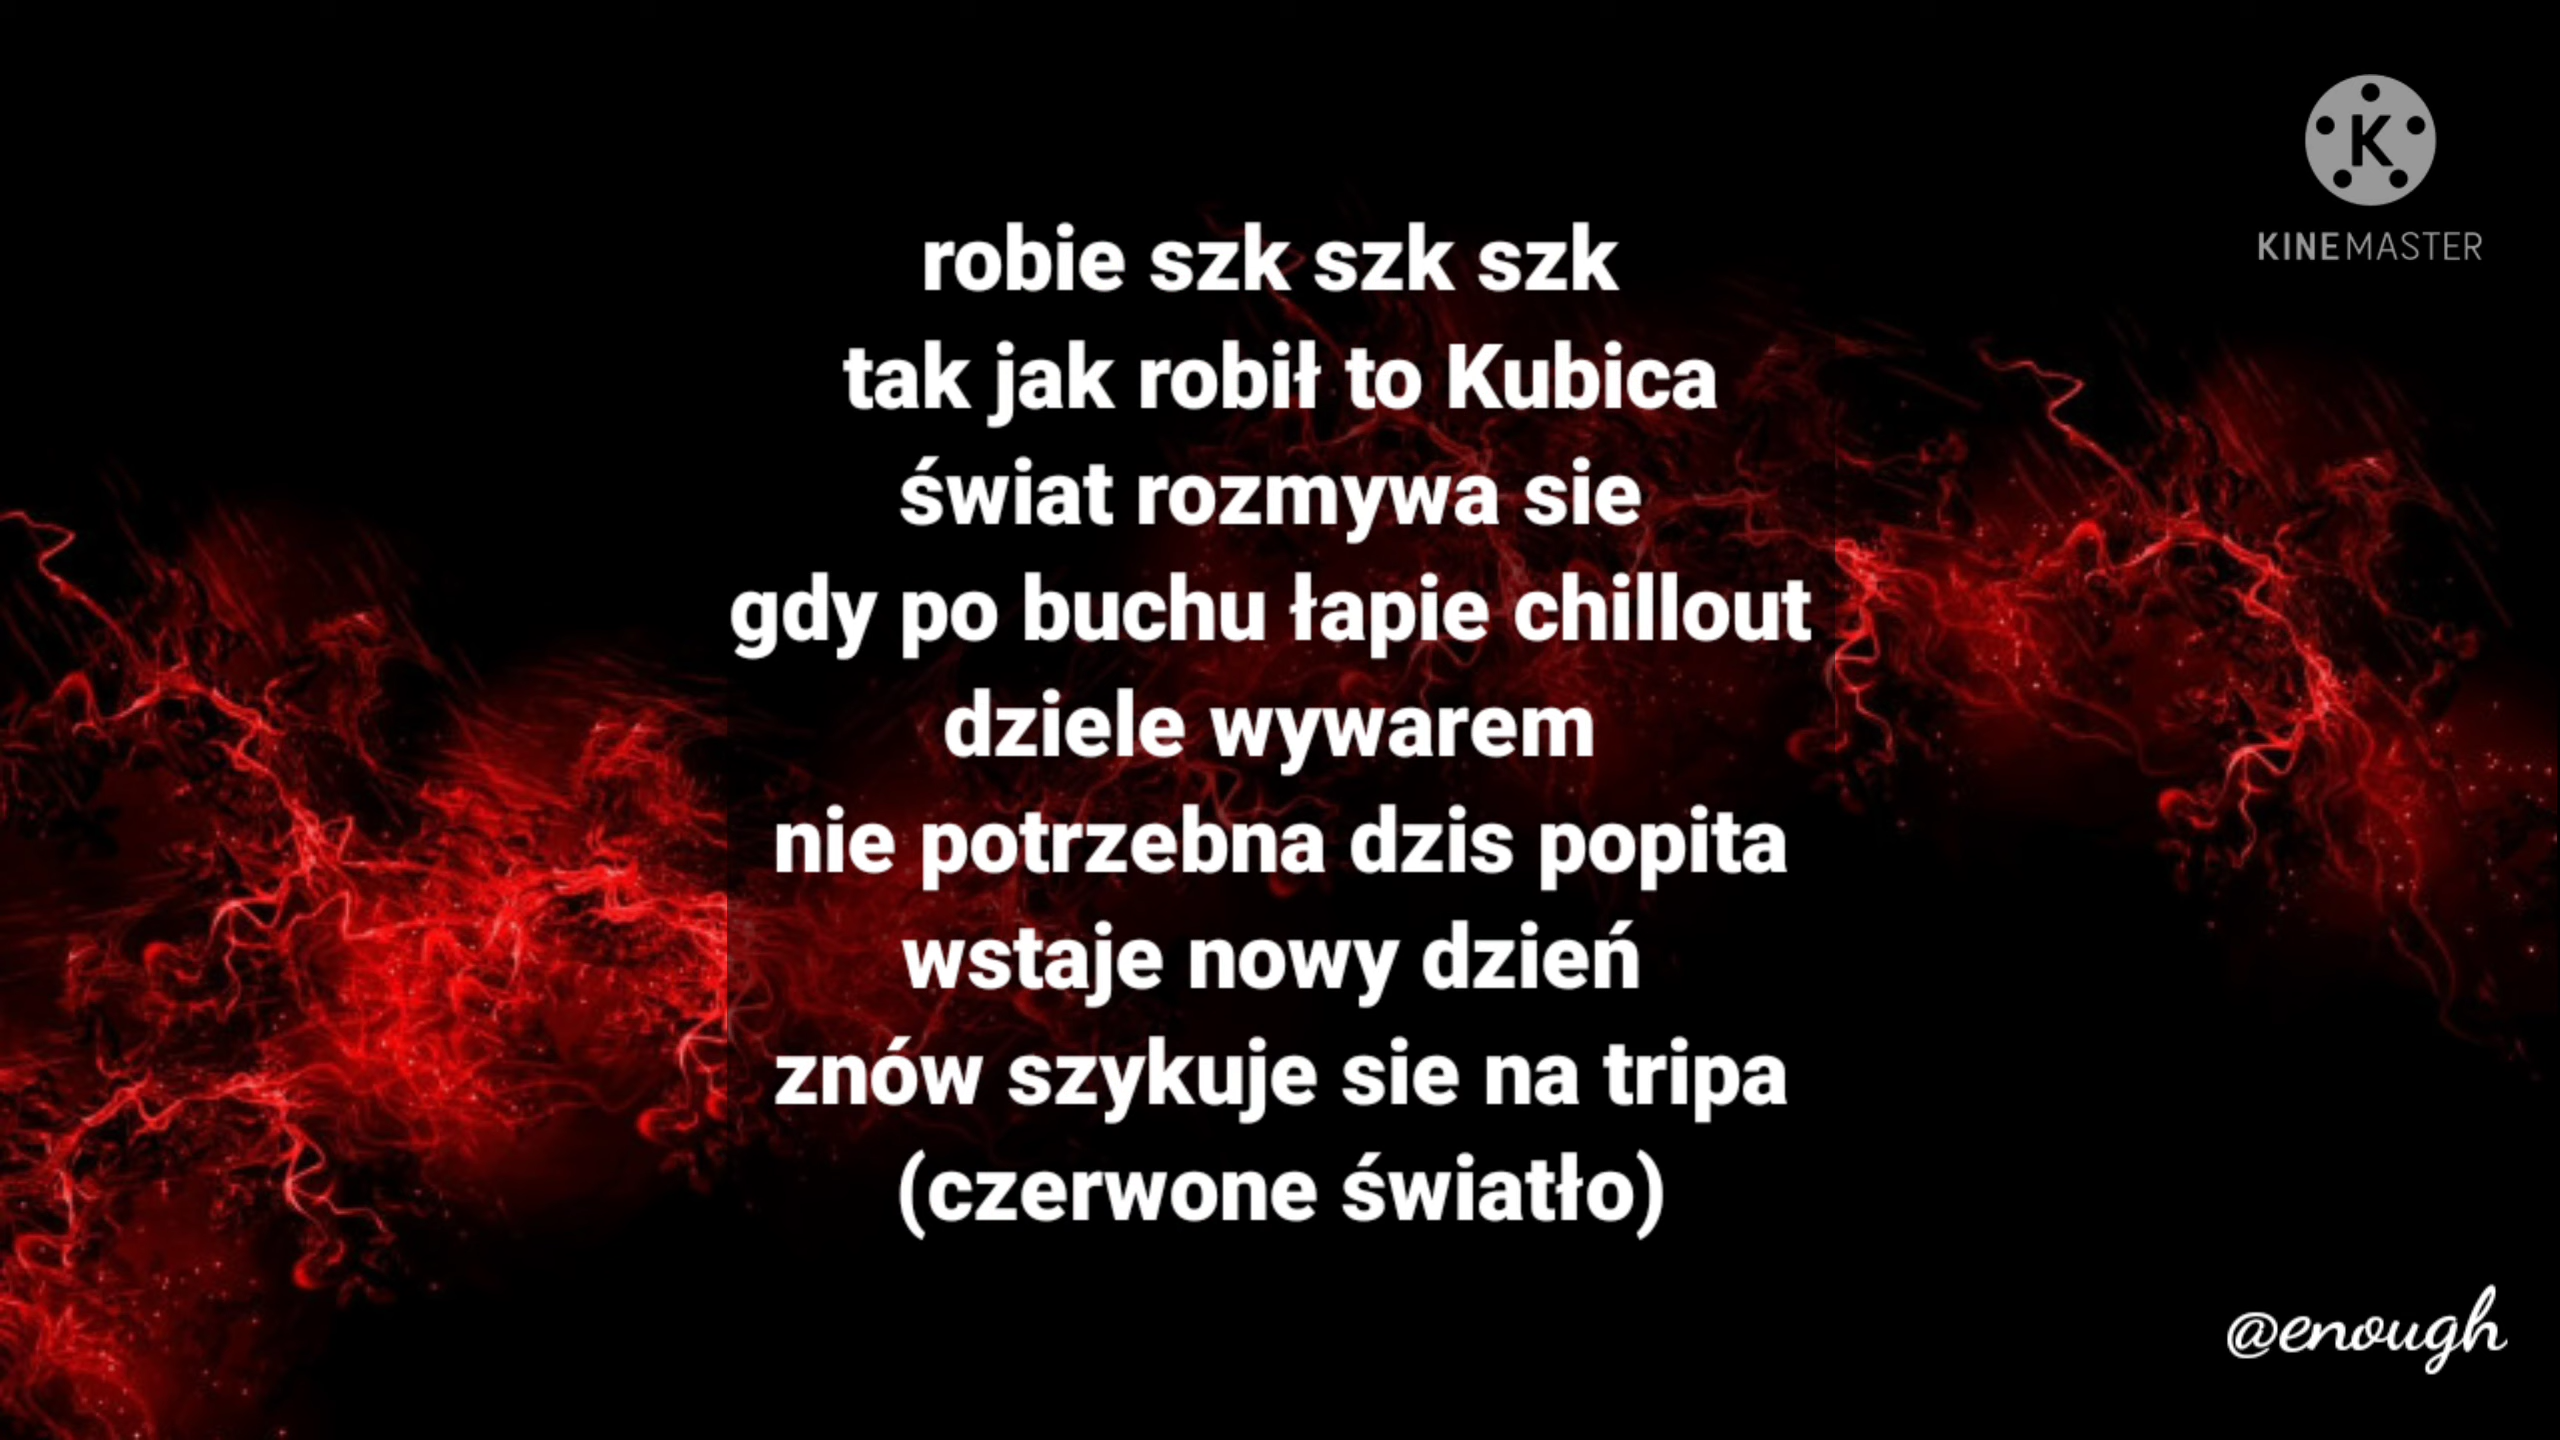 K
KINEMASTER
robie szk szk szk
tak jak robił to Kubica
świat rozmywa sie
gdy po buchu łapie chillout
dziele wywarem
nie potrzebna dzis popita
wstaje nowy dzień
znów szykuje sie na tripa
(czerwone światło)
@enough